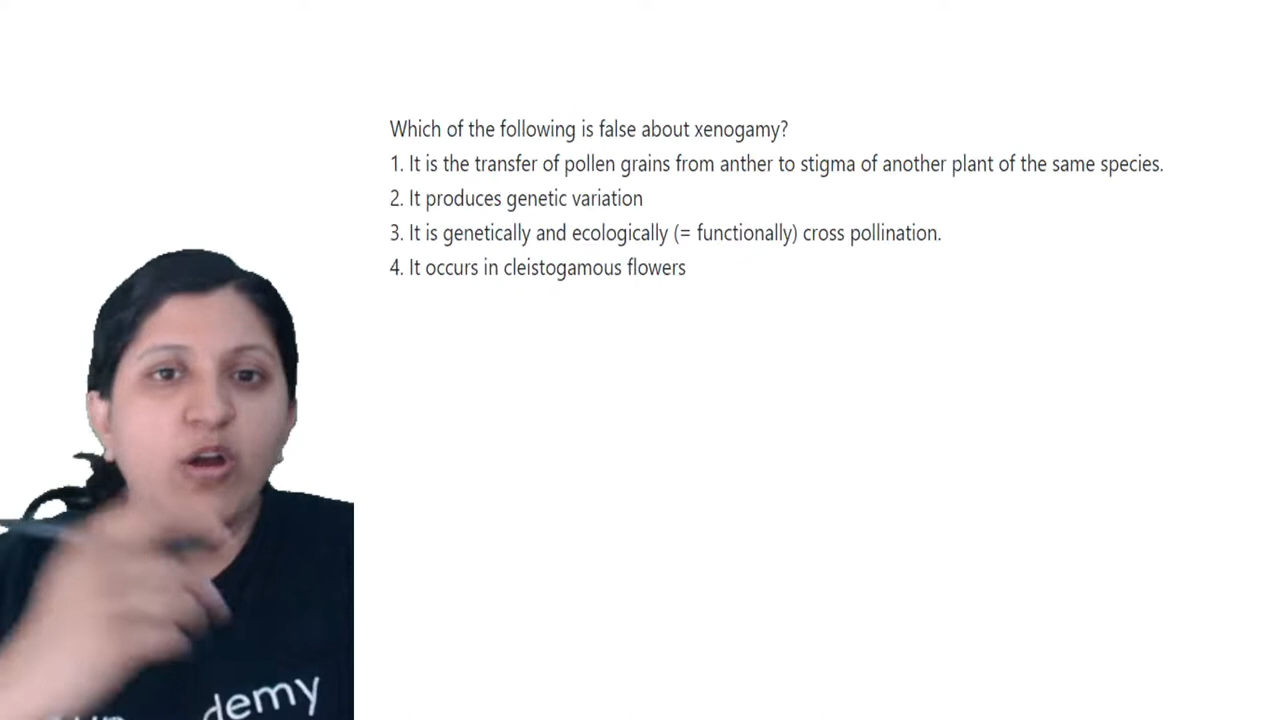 Which of the following is false about xenogamy?
1. It is the transfer of pollen grains from anther to stigma of another plant of the same species.
2. It produces genetic variation
3. It is genetically and ecologically (= functionally) cross pollination.
4. It occurs in cleistogamous flowers
demy